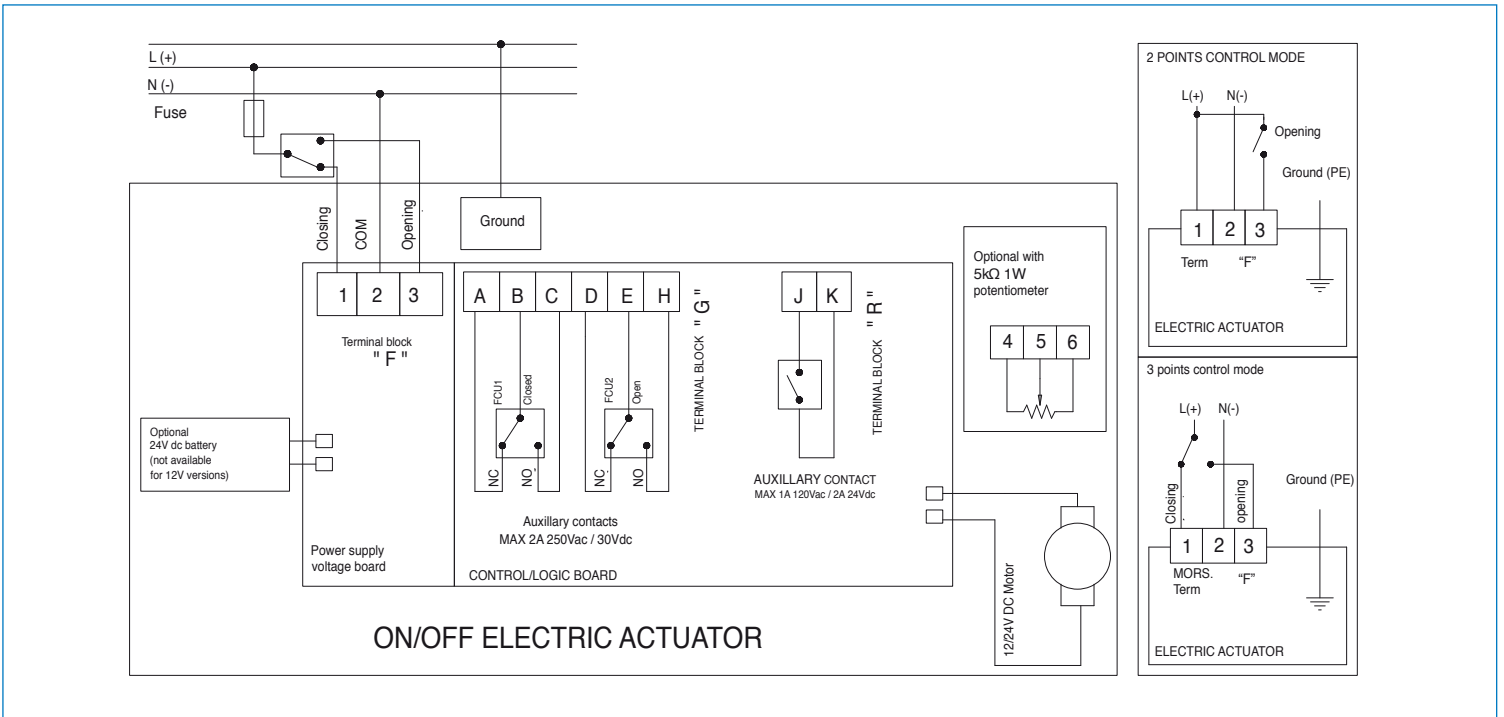 L (+)
N (-)
Fuse
Closing
COM
Opening
Ground
1 2 3
Terminal block
" F "
A B C D E H
TERMINAL BLOCK " G "
FCU1
Closed
NC
NO
FCU2
Open
NC
NO
Auxillary contacts
MAX 2A 250Vac / 30Vdc
J K
TERMINAL BLOCK " R "
AUXILLARY CONTACT
MAX 1A 120Vac / 2A 24Vdc
Optional with
5kΩ 1W
potentiometer
4 5 6
Optional
24V dc battery
(not available
for 12V versions)
Power supply
voltage board
CONTROL/LOGIC BOARD
12/24V DC Motor
ON/OFF ELECTRIC ACTUATOR
2 POINTS CONTROL MODE
L(+) N(-)
Opening
Ground (PE)
1 2 3
Term "F"
ELECTRIC ACTUATOR
3 points control mode
L(+) N(-)
Closing
opening
Ground (PE)
1 2 3
MORS.
Term "F"
ELECTRIC ACTUATOR